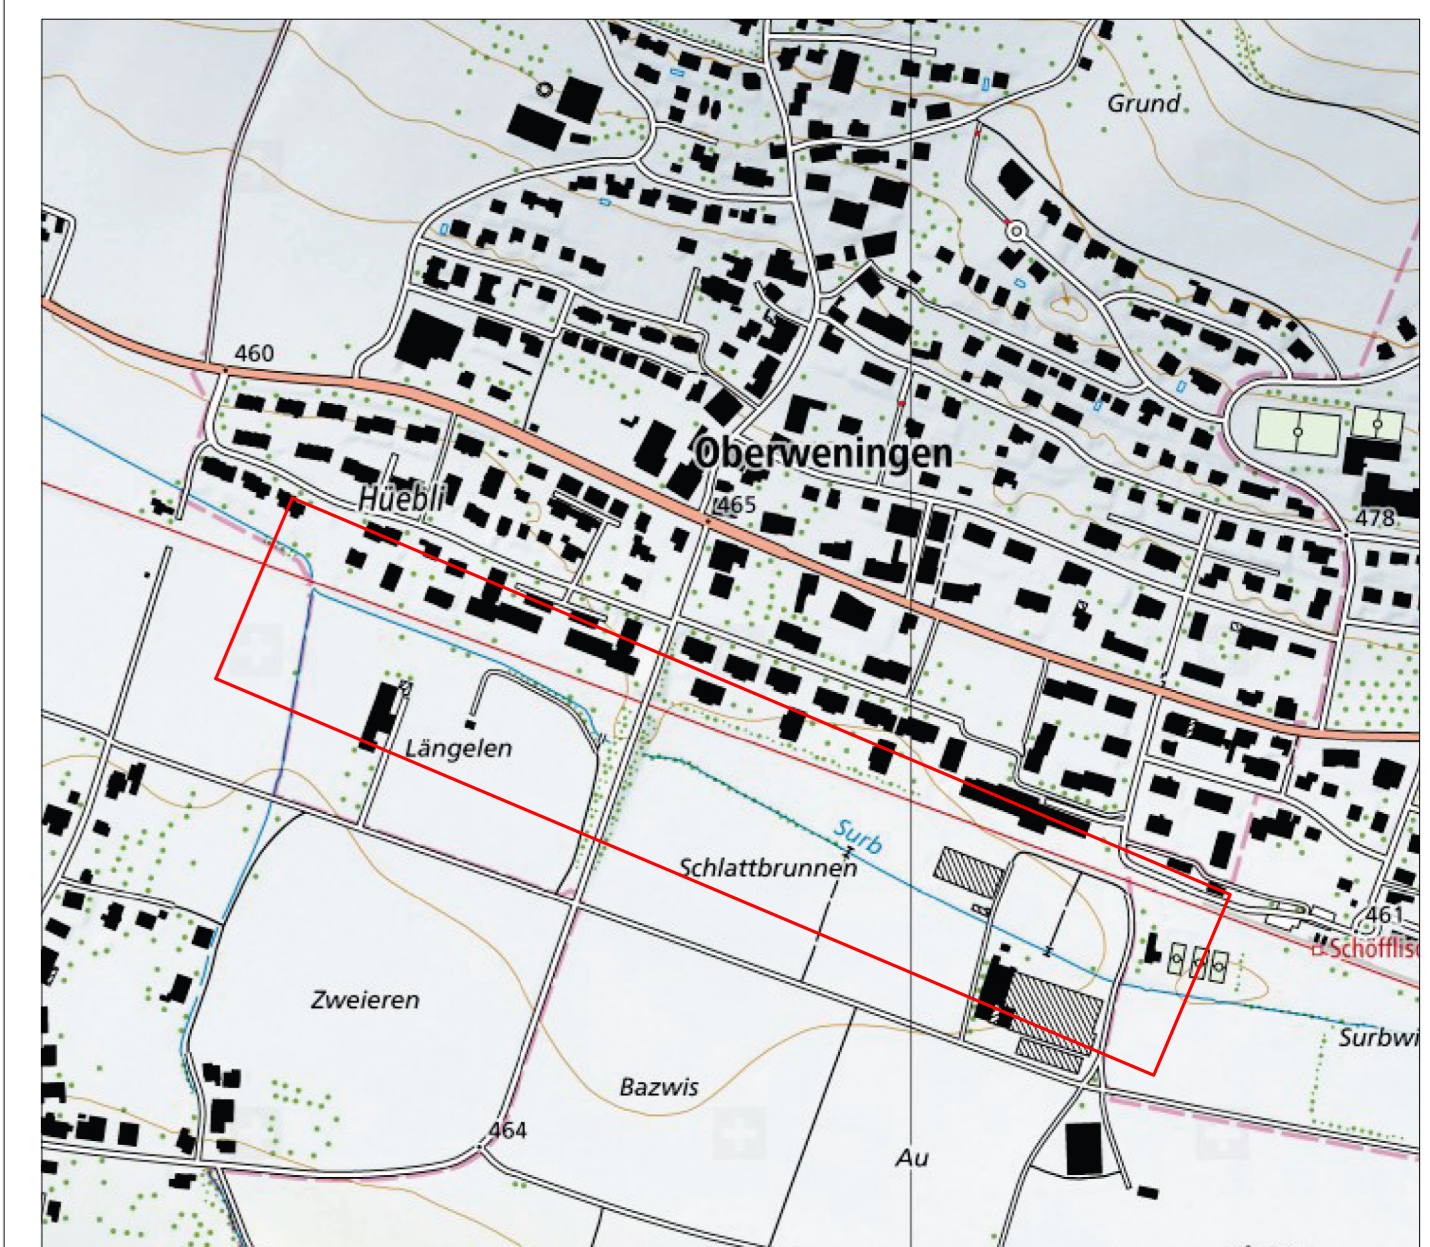 Grund
460
Oberweningen
Hüebli
465
478
Längelen
Surb
Schlattbrunnen
461
Schöfflis
Zweieren
Surbwi
Bazwis
464
Au